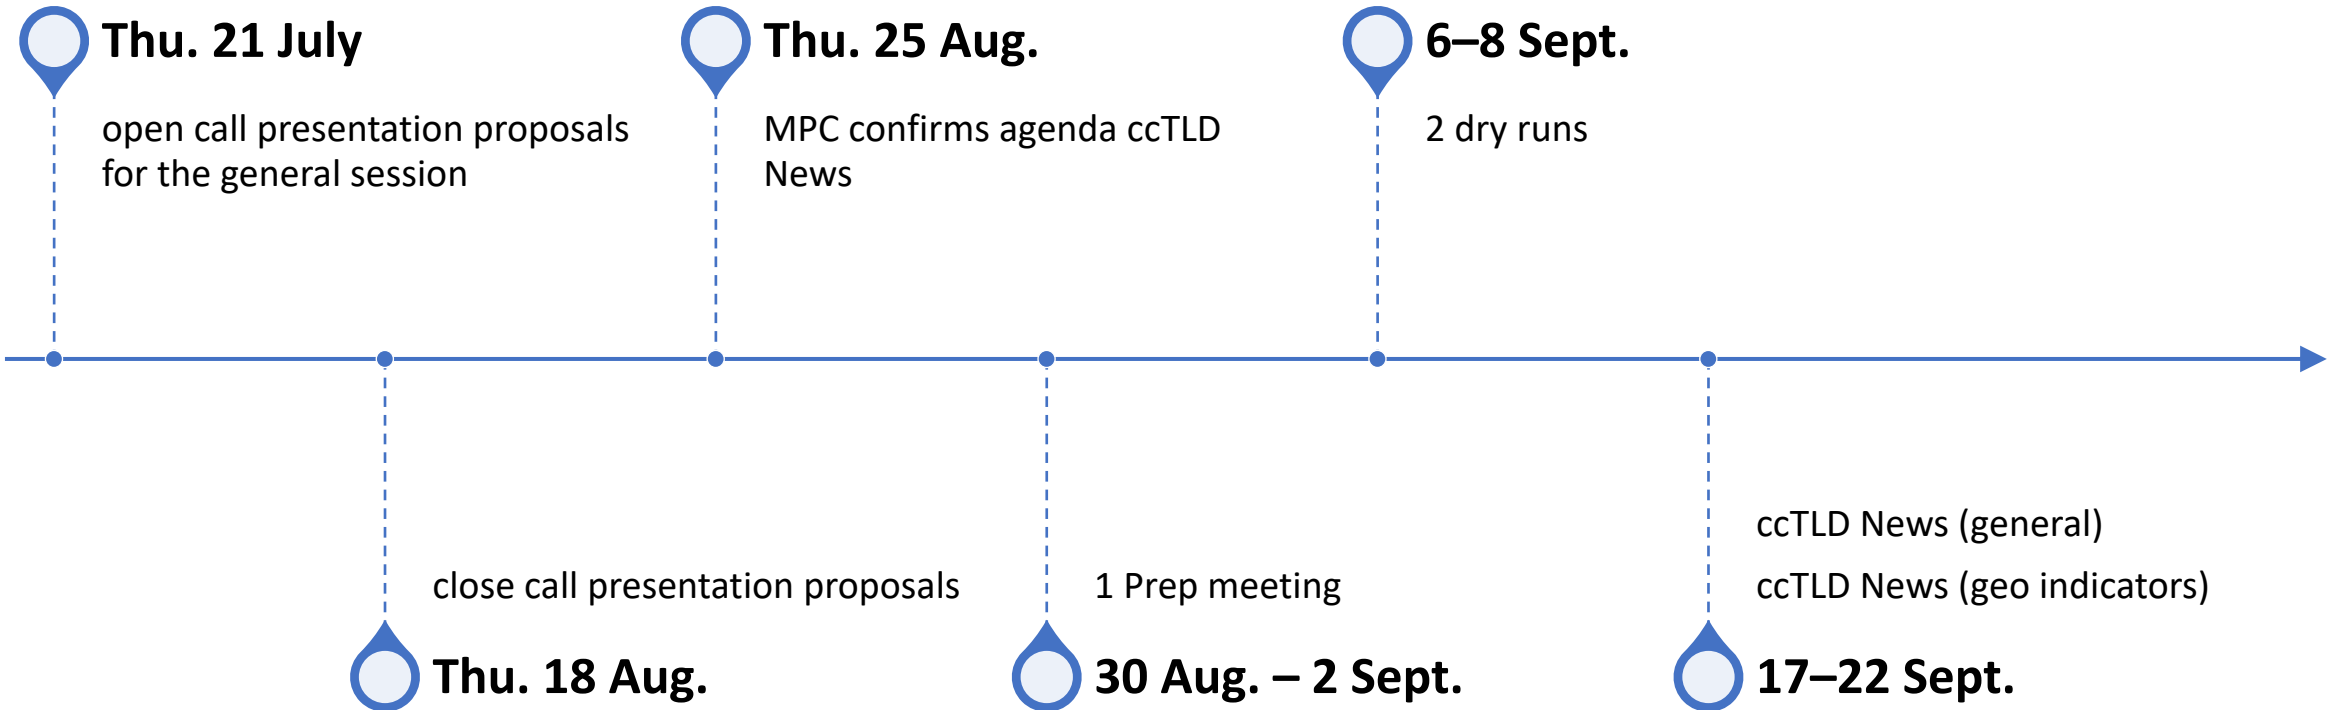 Thu. 21 July
open call presentation proposals
for the general session
Thu. 25 Aug.
MPC confirms agenda ccTLD
News
6–8 Sept.
2 dry runs
close call presentation proposals
Thu. 18 Aug.
1 Prep meeting
30 Aug. – 2 Sept.
ccTLD News (general)
ccTLD News (geo indicators)
17–22 Sept.